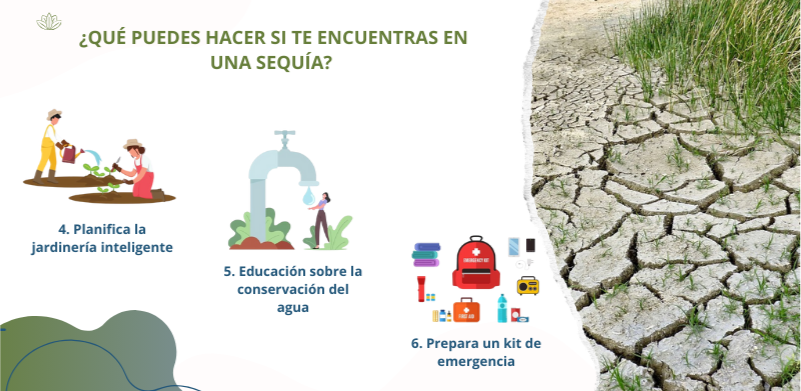 ¿QUÉ PUEDES HACER SI TE ENCUENTRAS EN
UNA SEQUÍA?
4. Planifica la
jardinería inteligente
5. Educación sobre la
conservación del
agua
EMERGENCY KIT
FIRST AID
6. Prepara un kit de
emergencia